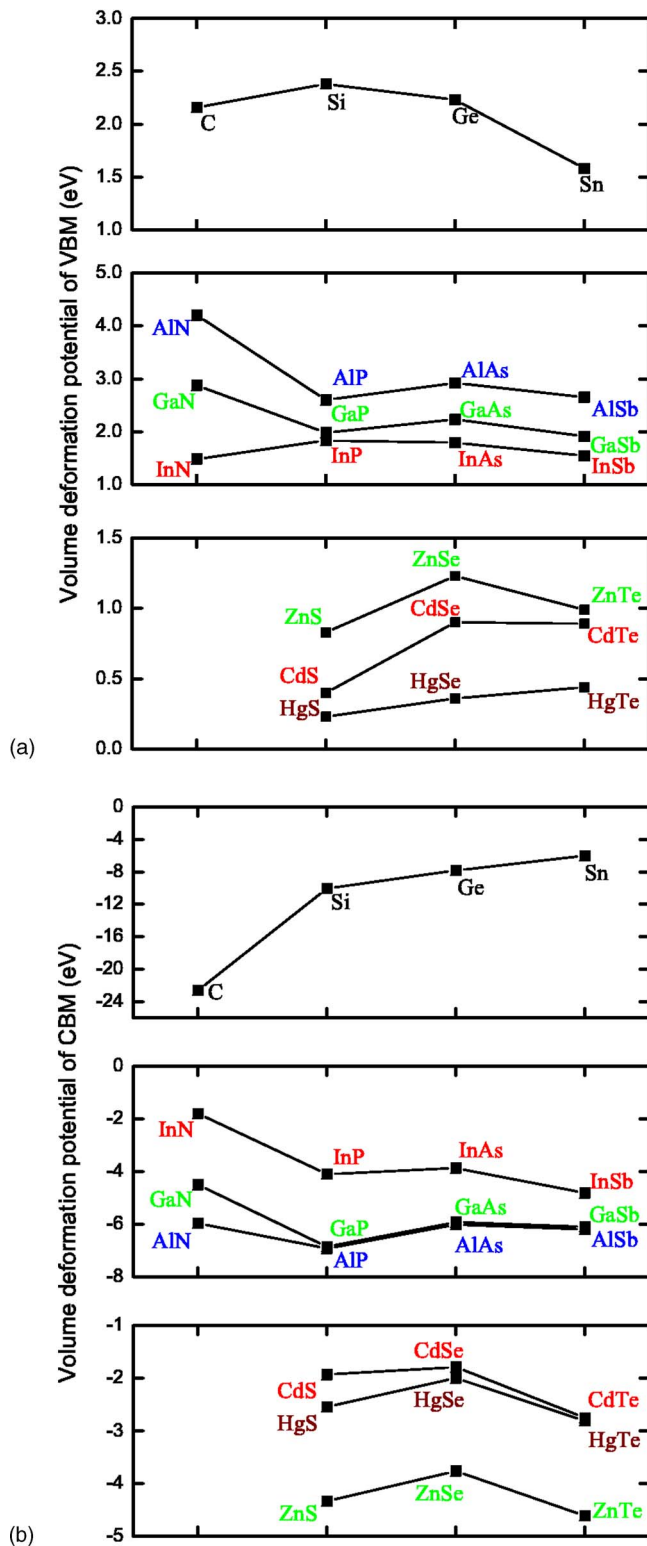 Volume deformation potential of VBM (eV)
3.0
2.5
2.0
1.5
1.0
C
Si
Ge
Sn
5.0
4.0
3.0
2.0
1.0
AlN
AlP
AlAs
AlSb
GaN
GaP
GaAs
GaSb
InN
InP
InAs
InSb
1.5
1.0
0.5
0.0
ZnS
ZnSe
ZnTe
CdS
CdSe
CdTe
HgS
HgSe
HgTe
(a)
Volume deformation potential of CBM (eV)
0
-4
-8
-12
-16
-20
-24
C
Si
Ge
Sn
0
-2
-4
-6
-8
InN
InP
InAs
InSb
GaN
GaP
GaAs
GaSb
AlN
AlP
AlAs
AlSb
-1
-2
-3
-4
-5
CdS
CdSe
CdTe
HgS
HgSe
HgTe
ZnS
ZnSe
ZnTe
(b)